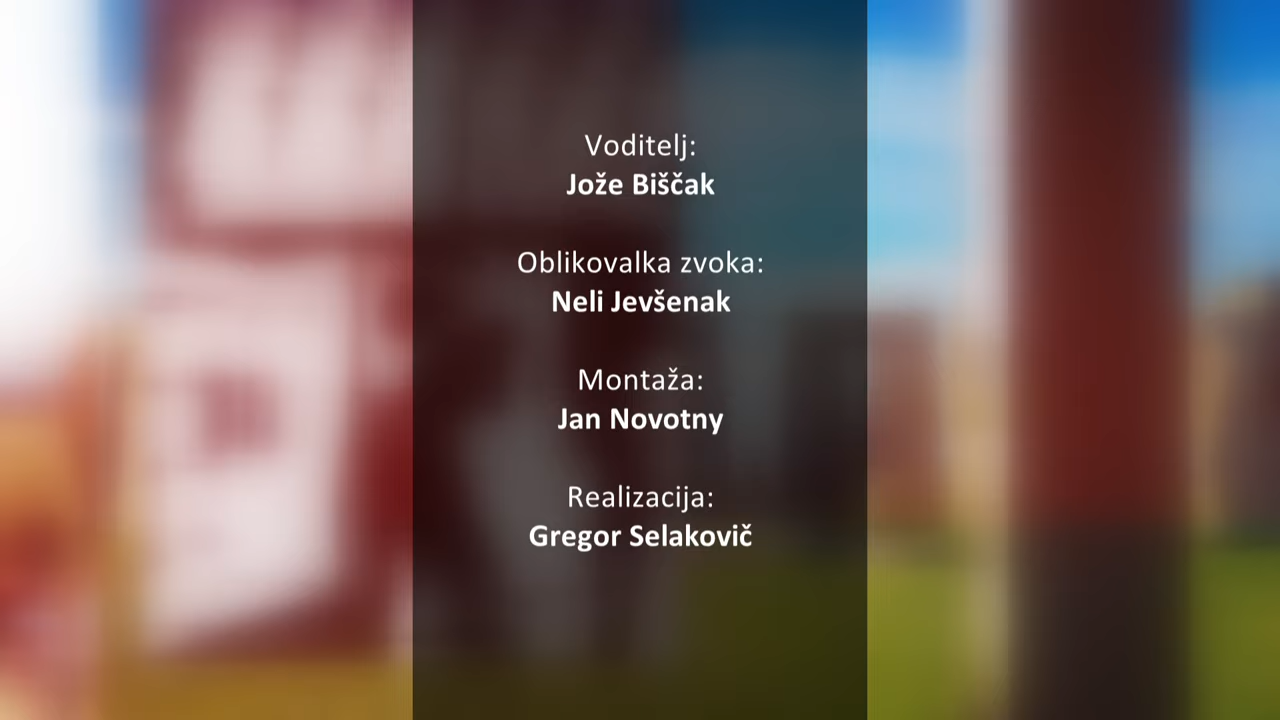 Voditelj:
Jože Biščak
Oblikovalka zvoka:
Neli Jevšenak
Montaža:
Jan Novotny
Realizacija:
Gregor Selakovič